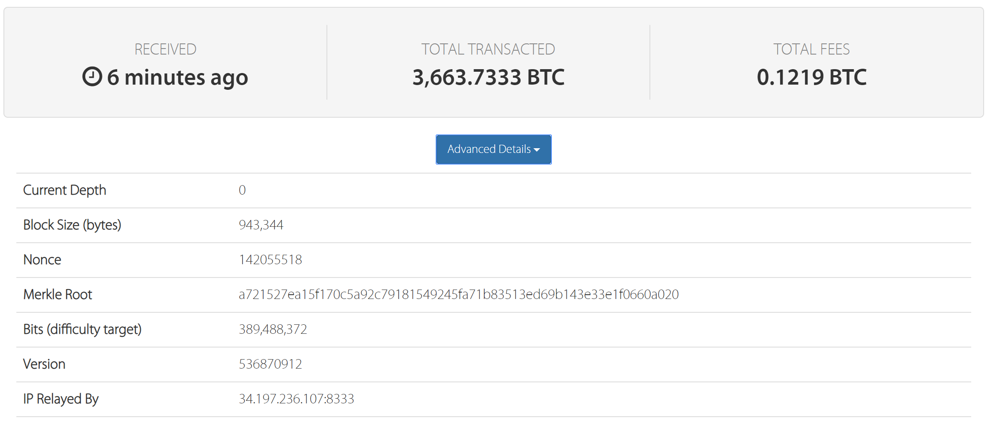 RECEIVED
6 minutes ago
TOTAL TRANSACTED
3,663.7333 BTC
TOTAL FEES
0.1219 BTC
Advanced Details
Current Depth 0
Block Size (bytes) 943,344
Nonce 142055518
Merkle Root a721527ea15f170c5a92c79181549245fa71b83513ed69b143e33e1f0660a020
Bits (difficulty target) 389,488,372
Version 536870912
IP Relayed By 34.197.236.107:8333